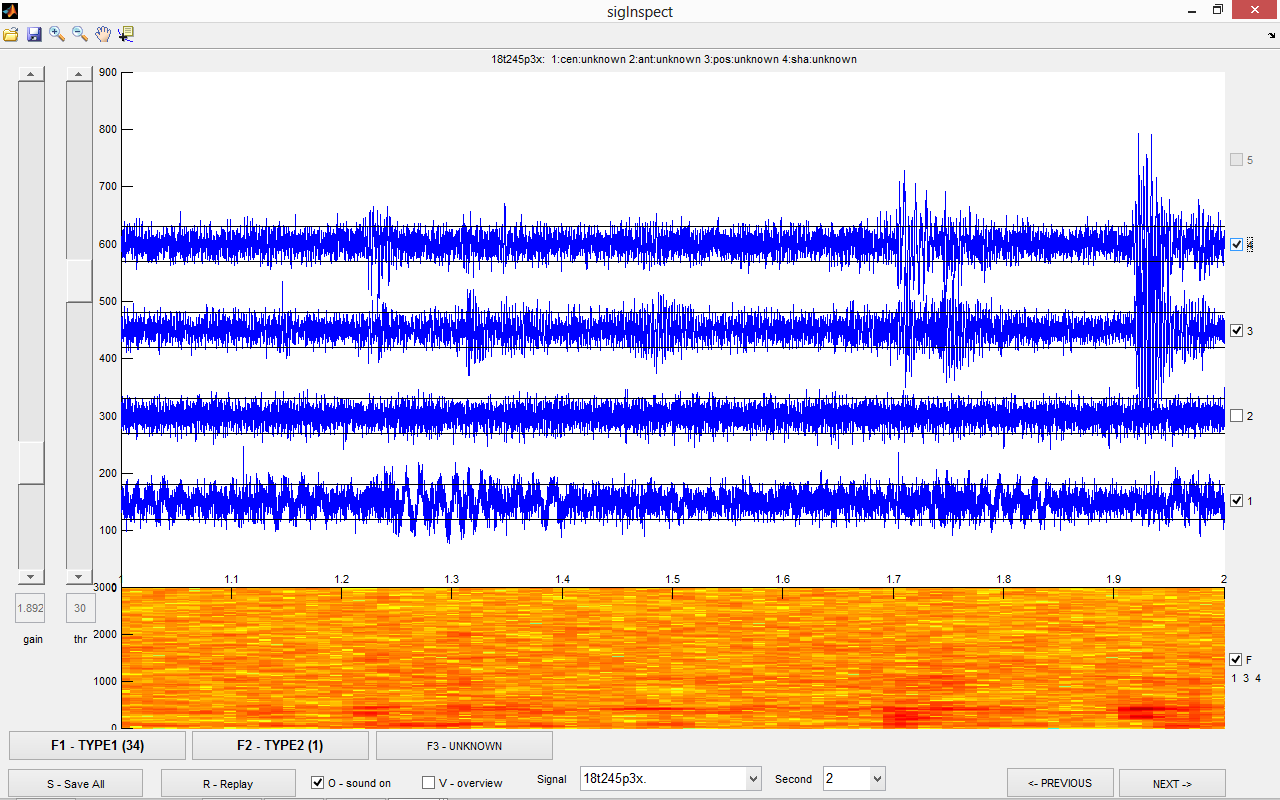 sigInspect
18t245p3x:  1:cen:unknown 2:ant:unknown 3:pos:unknown 4:sha:unknown
900
800
700
600
500
400
300
200
100
5
4
3
2
1
1.1 1.2 1.3 1.4 1.5 1.6 1.7 1.8 1.9 2
3000
2000
1000
0
1.892
30
gain
thr
F
1 3 4
F1 - TYPE1 (34)
F2 - TYPE2 (1)
F3 - UNKNOWN
S - Save All
R - Replay
O - sound on
V - overview
Signal
18t245p3x.
Second
2
<- PREVIOUS
NEXT ->